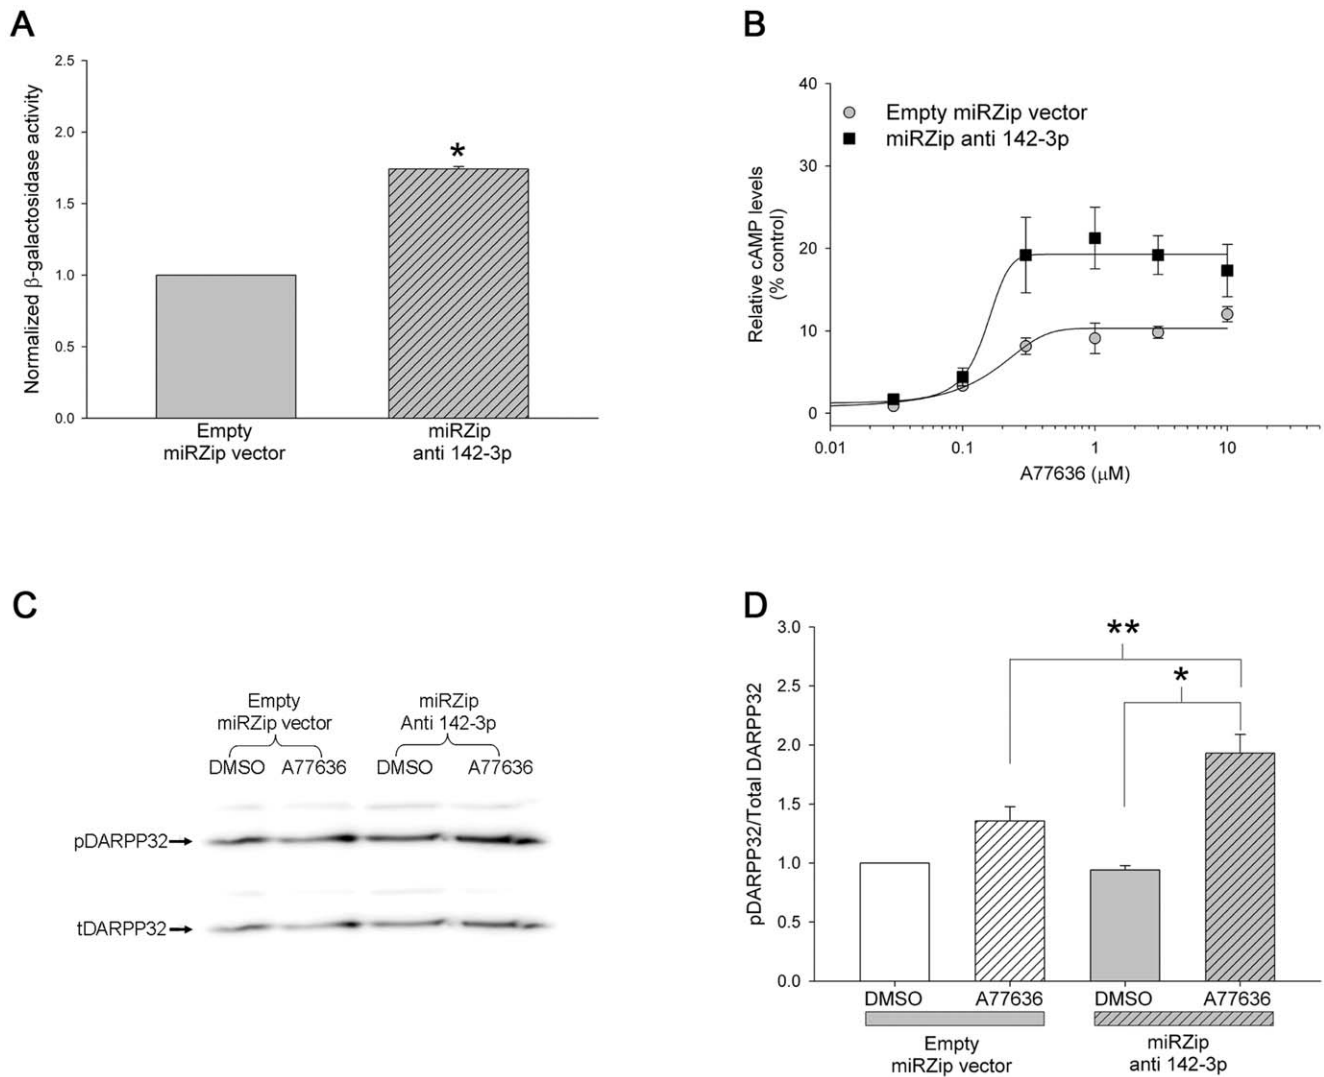 A
Normalized β-galactosidase activity
2.5
2.0
1.5
1.0
0.5
0.0
*
Empty
miRZip vector
miRZip
anti 142-3p
B
Relative cAMP levels
(% control)
40
30
20
10
0
Empty miRZip vector
miRZip anti 142-3p
0.01
0.1
1
10
A77636 (μM)
C
Empty
miRZip vector
miRZip
Anti 142-3p
DMSO A77636 DMSO A77636
pDARPP32
tDARPP32
D
pDARPP32/Total DARPP32
3.0
2.5
2.0
1.5
1.0
0.5
0.0
**
*
DMSO A77636 DMSO A77636
Empty
miRZip vector
miRZip
anti 142-3p